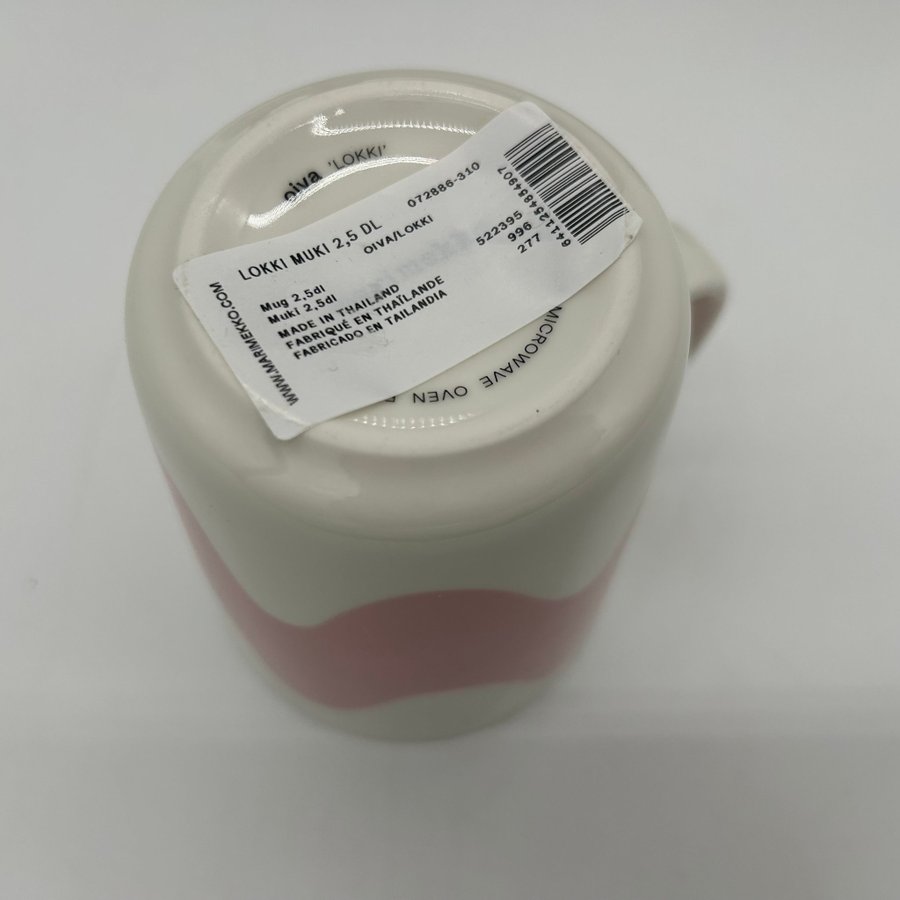 oiva 'LOKKI'
LOKKI MUKI 2,5 DL 072886-310
OIVA/LOKKI
522395
996
277
Mug 2,5dl
Muki 2,5dl
MADE IN THAILAND
FABRIQUÉ EN THAÏLANDE
FABRICADO EN TAILANDIA
WWW.MARIMEKKO.COM
6411254854907
MICROWAVE OVEN